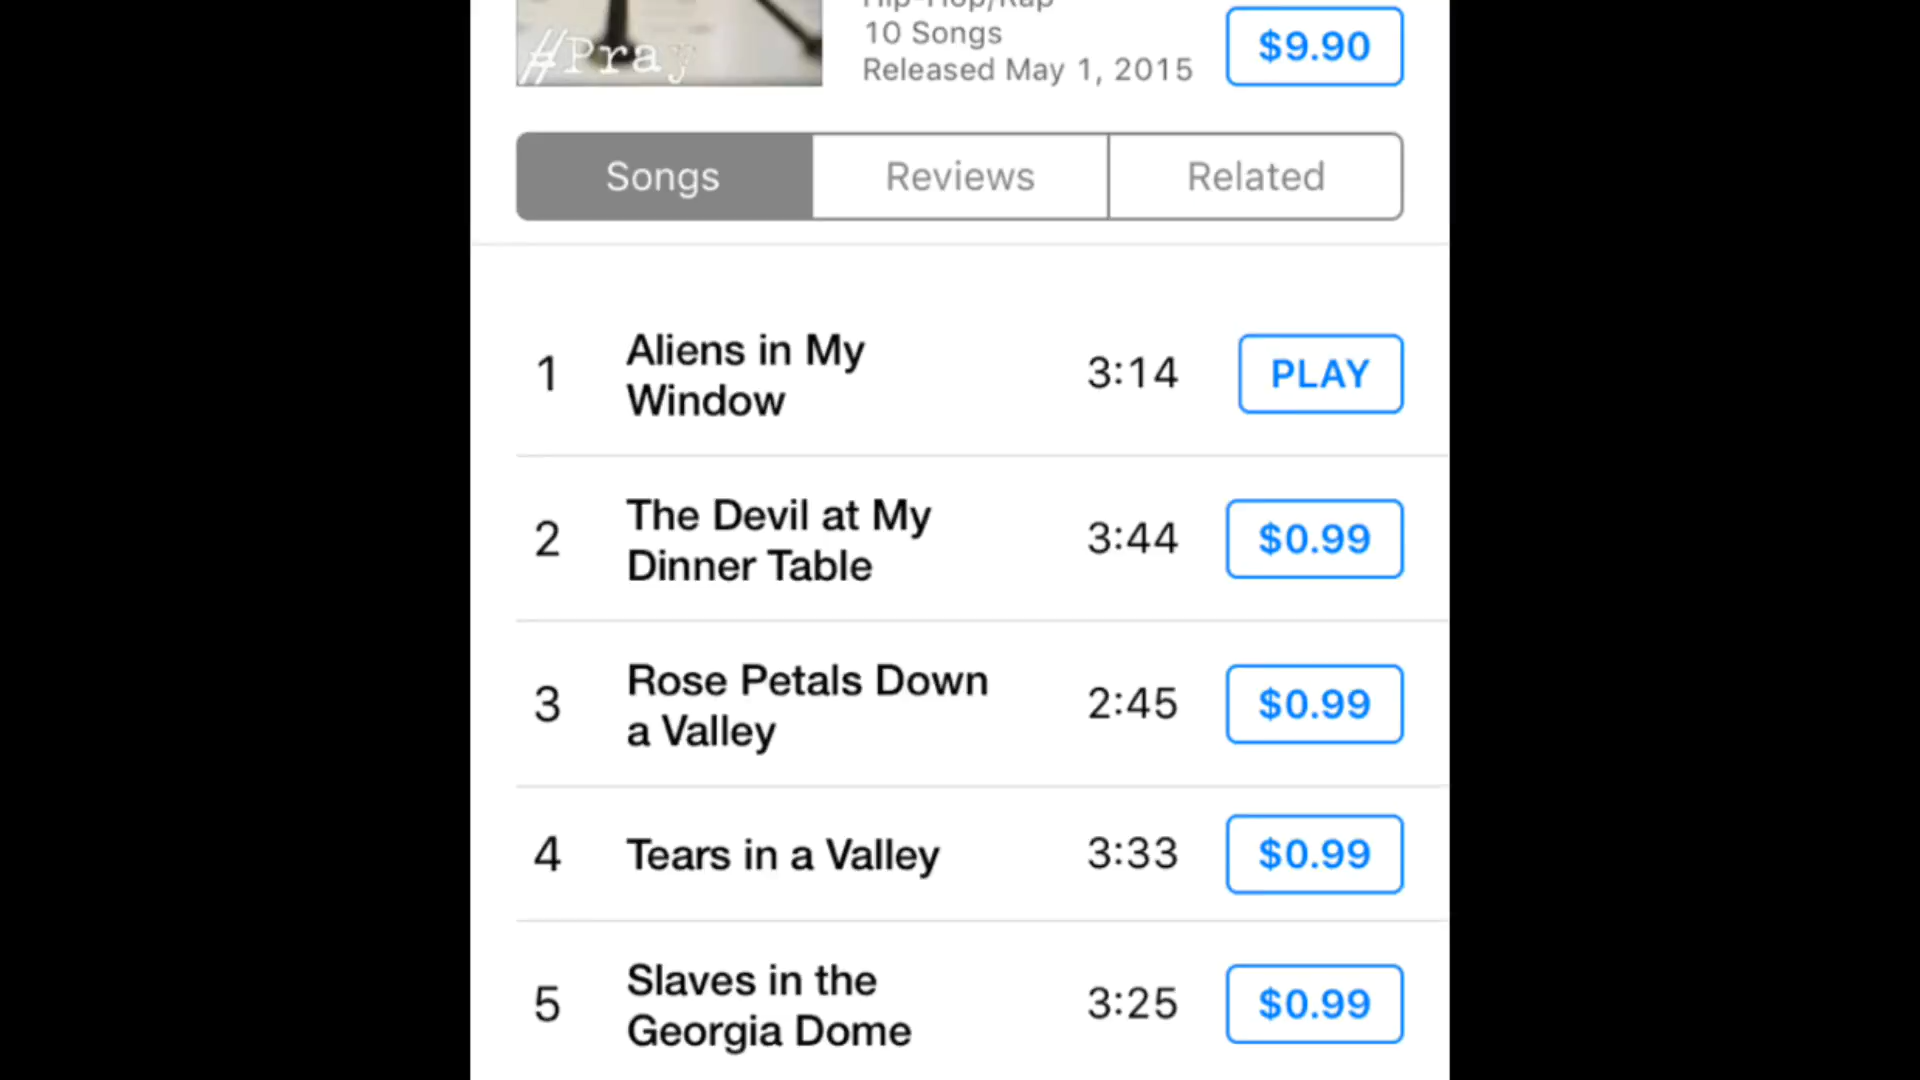 #Pray
Hip-Hop/Rap
10 Songs
Released May 1, 2015
$9.90
Songs
Reviews
Related
1
Aliens in My
Window
3:14
PLAY
2
The Devil at My
Dinner Table
3:44
$0.99
3
Rose Petals Down
a Valley
2:45
$0.99
4
Tears in a Valley
3:33
$0.99
5
Slaves in the
Georgia Dome
3:25
$0.99